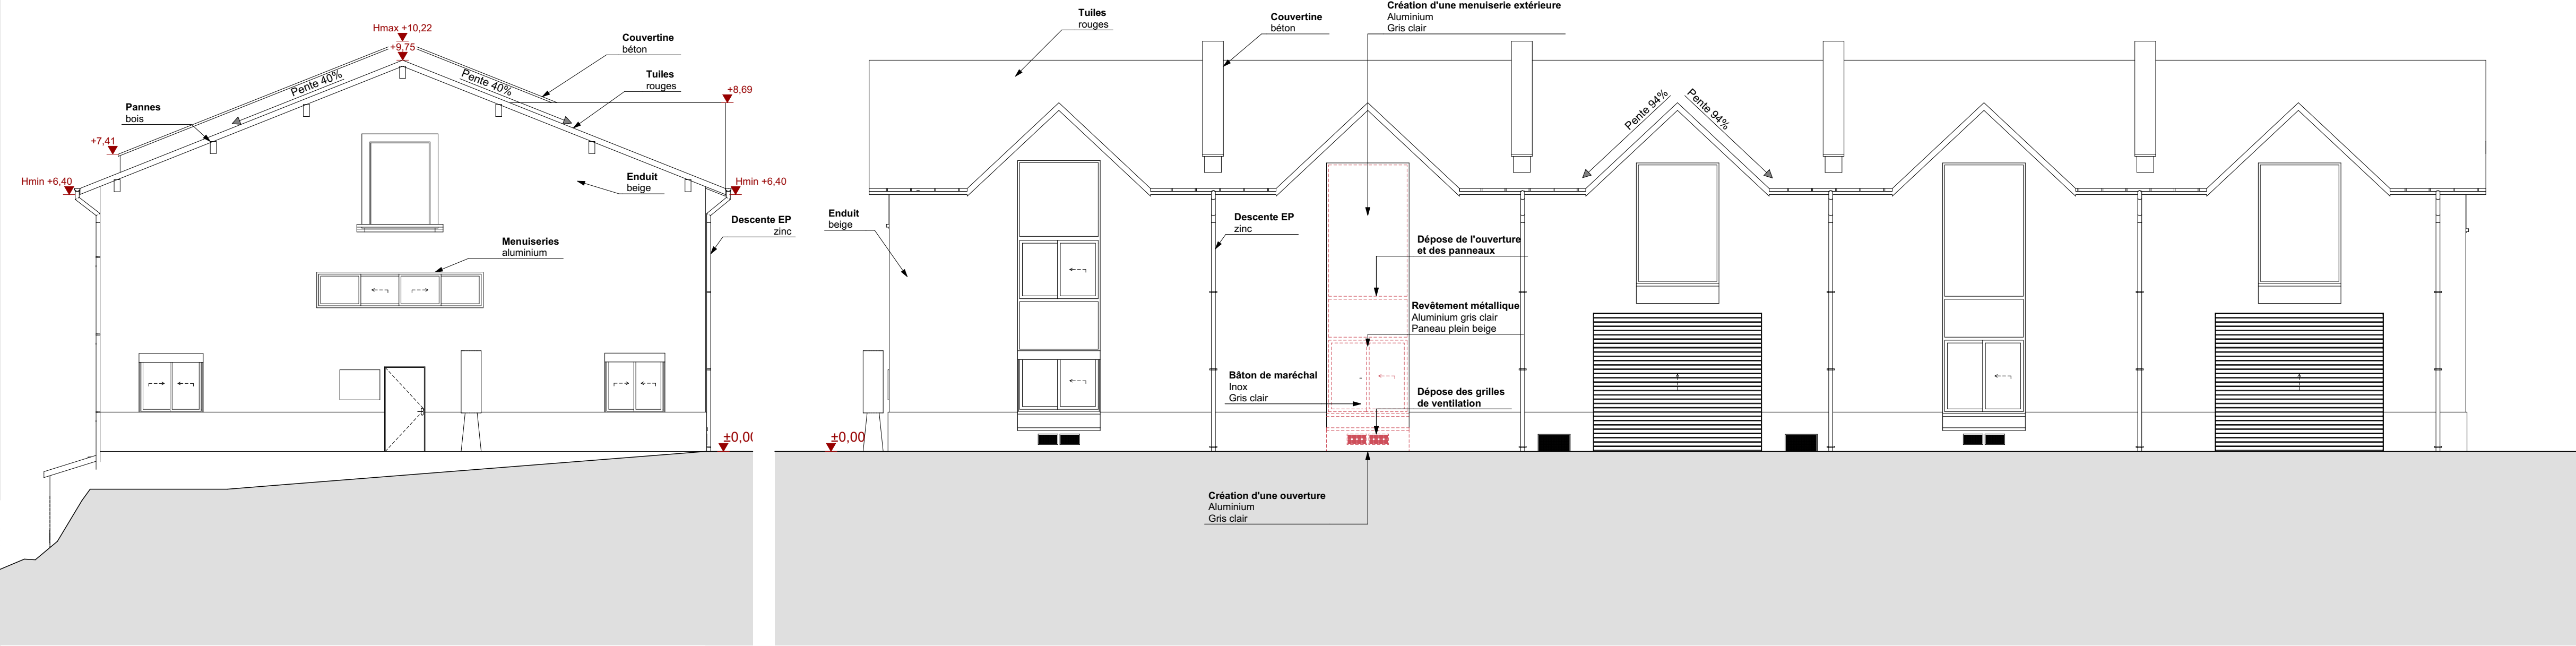 Hmax +10,22
+9,75
Pente 40%
Pente 40%
Couvertine
béton
Tuiles
rouges
+8,69
Pannes
bois
+7,41
Hmin +6,40
Enduit
beige
Hmin +6,40
Descente EP
zinc
Menuiseries
aluminium
±0,00
Tuiles
rouges
Couvertine
béton
Création d'une menuiserie extérieure
Aluminium
Gris clair
Pente 94%
Pente 94%
Enduit
beige
Descente EP
zinc
Dépose de l'ouverture
et des panneaux
Revêtement métallique
Aluminium gris clair
Paneau plein beige
Bâton de maréchal
Inox
Gris clair
Dépose des grilles
de ventilation
±0,00
Création d'une ouverture
Aluminium
Gris clair